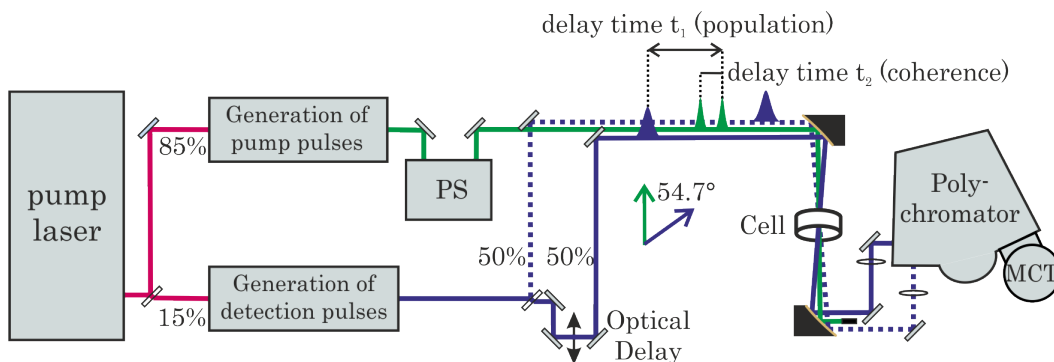 delay time t₁ (population)
delay time t₂ (coherence)
pump
laser
85%
Generation of
pump pulses
PS
15%
Generation of
detection pulses
50%
50%
54.7°
Optical
Delay
Cell
Poly-
chromator
MCT